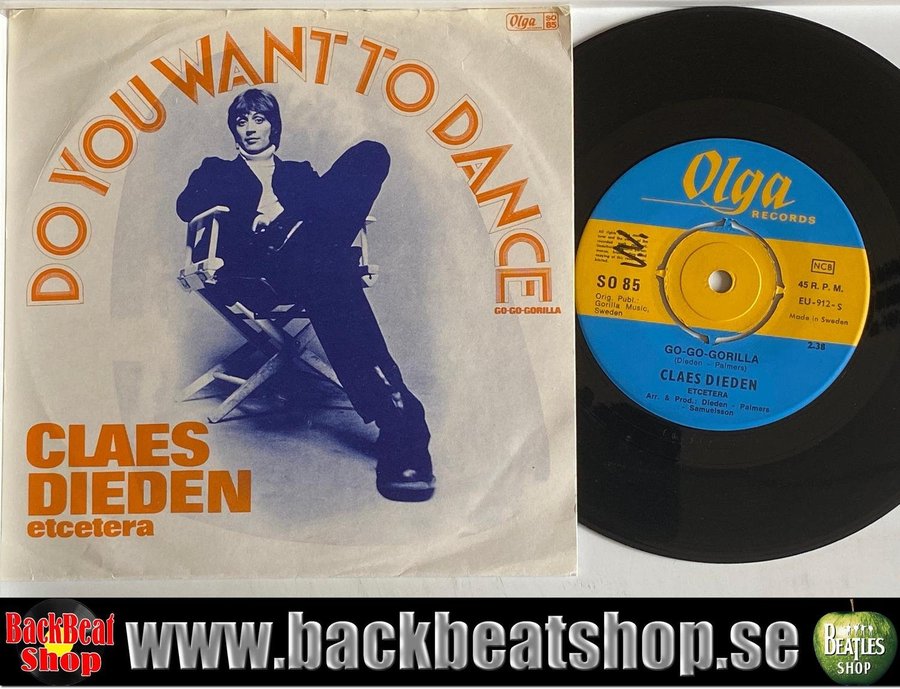 Olga
SO
85
DO YOU WANT TO DANCE
GO-GO-GORILLA
CLAES
DIEDEN
etcetera
Olga
RECORDS
SO 85
Orig. Publ.:
Gorilla Music,
Sweden
NCB
45 R. P. M.
EU-912-S
Made in Sweden
2.38
GO-GO-GORILLA
(Dieden - Palmers)
CLAES DIEDEN
ETCETERA
Arr. & Prod.: Dieden - Palmers
Samuelsson
BackBeat
Shop
www.backbeatshop.se
BEATLES
SHOP